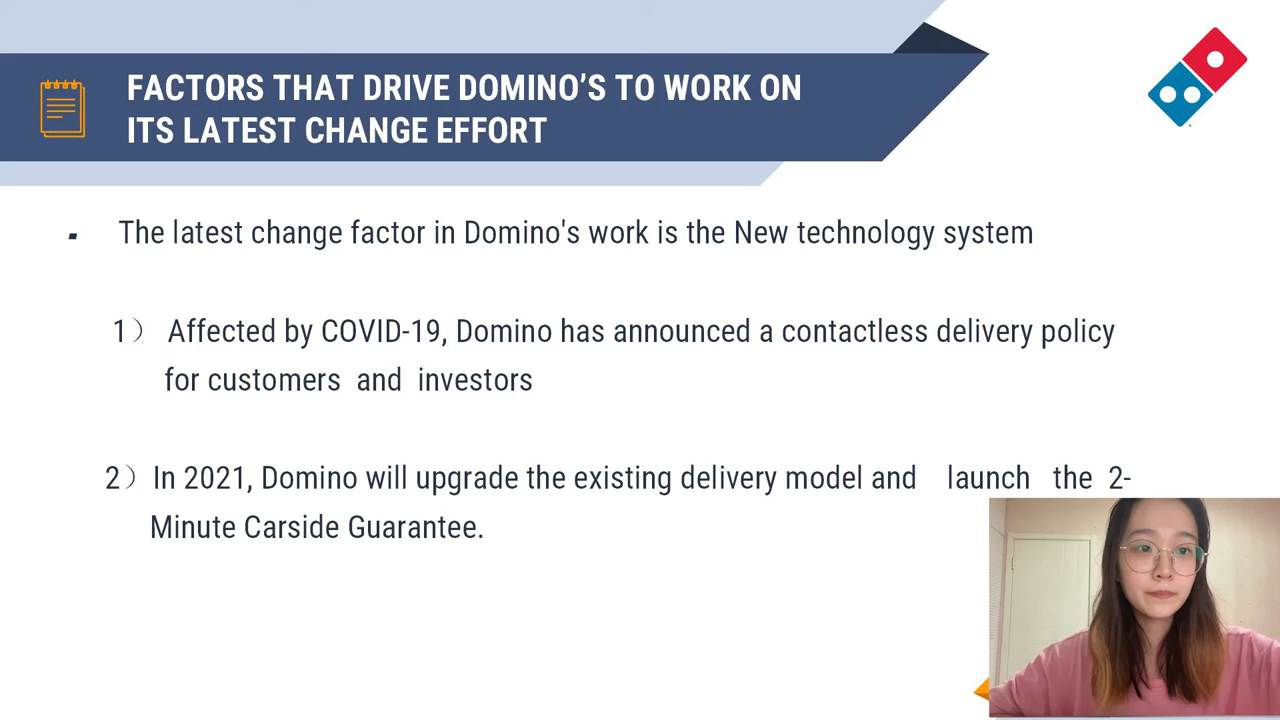 FACTORS THAT DRIVE DOMINO’S TO WORK ON
ITS LATEST CHANGE EFFORT
- The latest change factor in Domino's work is the New technology system
1） Affected by COVID-19, Domino has announced a contactless delivery policy
for customers and investors
2）In 2021, Domino will upgrade the existing delivery model and launch the 2-
Minute Carside Guarantee.